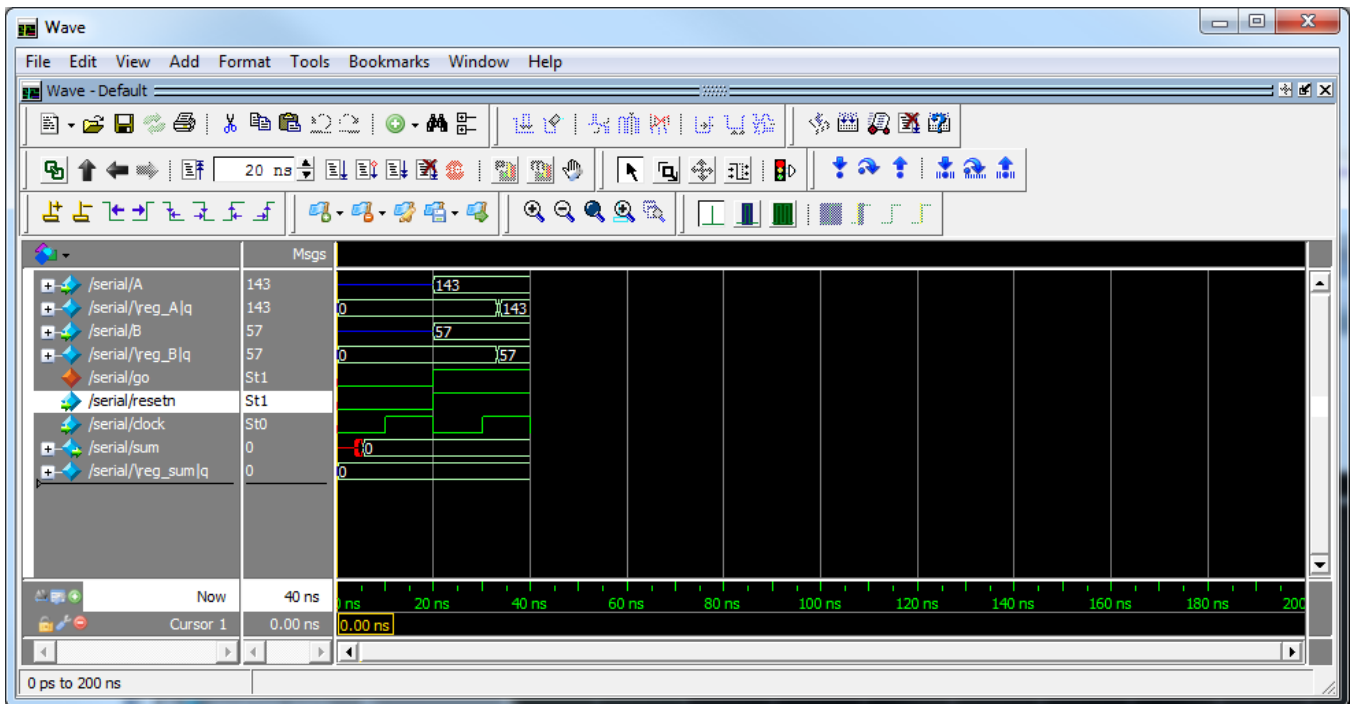 Wave
File Edit View Add Format Tools Bookmarks Window Help
Wave - Default
20 ns
Msgs
/serial/A 143 143
/serial/\reg_A|q 143 0 143
/serial/B 57 57
/serial/\reg_B|q 57 0 57
/serial/go St1
/serial/resetn St1
/serial/clock St0
/serial/sum 0 0
/serial/\reg_sum|q 0 0
Now 40 ns ns 20 ns 40 ns 60 ns 80 ns 100 ns 120 ns 140 ns 160 ns 180 ns 200
Cursor 1 0.00 ns 0.00 ns
0 ps to 200 ns